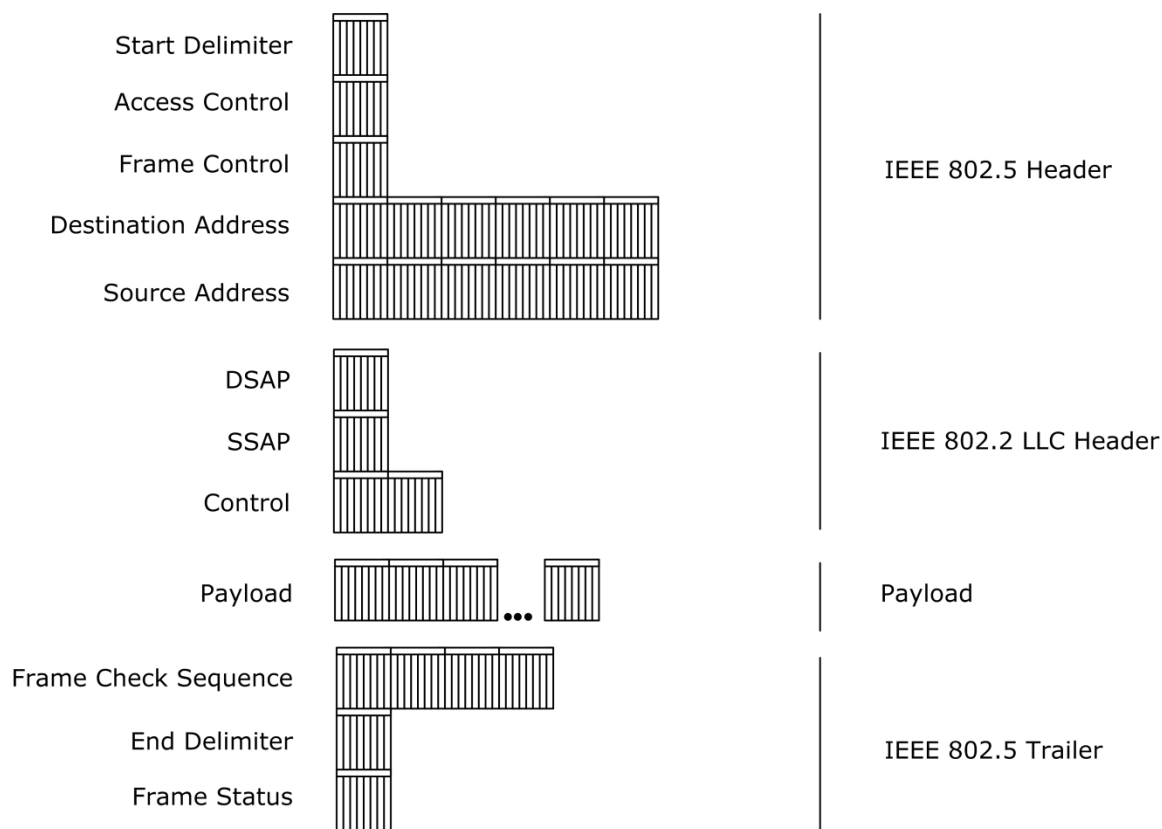 Start Delimiter
Access Control
Frame Control
Destination Address
Source Address
IEEE 802.5 Header
DSAP
SSAP
Control
IEEE 802.2 LLC Header
Payload
Payload
Frame Check Sequence
End Delimiter
Frame Status
IEEE 802.5 Trailer